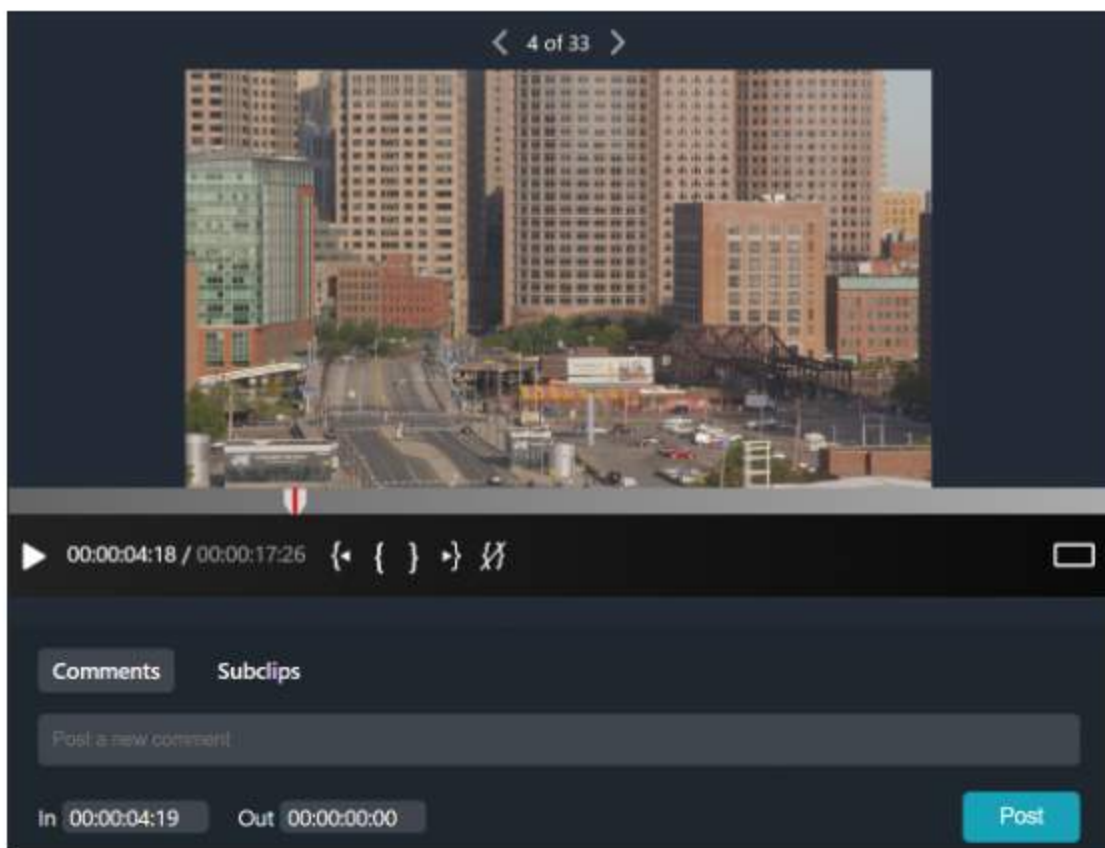 4 of 33
00:00:04:18 / 00:00:17:26 {◂ { } ▸}
Comments Subclips
Post a new comment
In 00:00:04:19 Out 00:00:00:00 Post